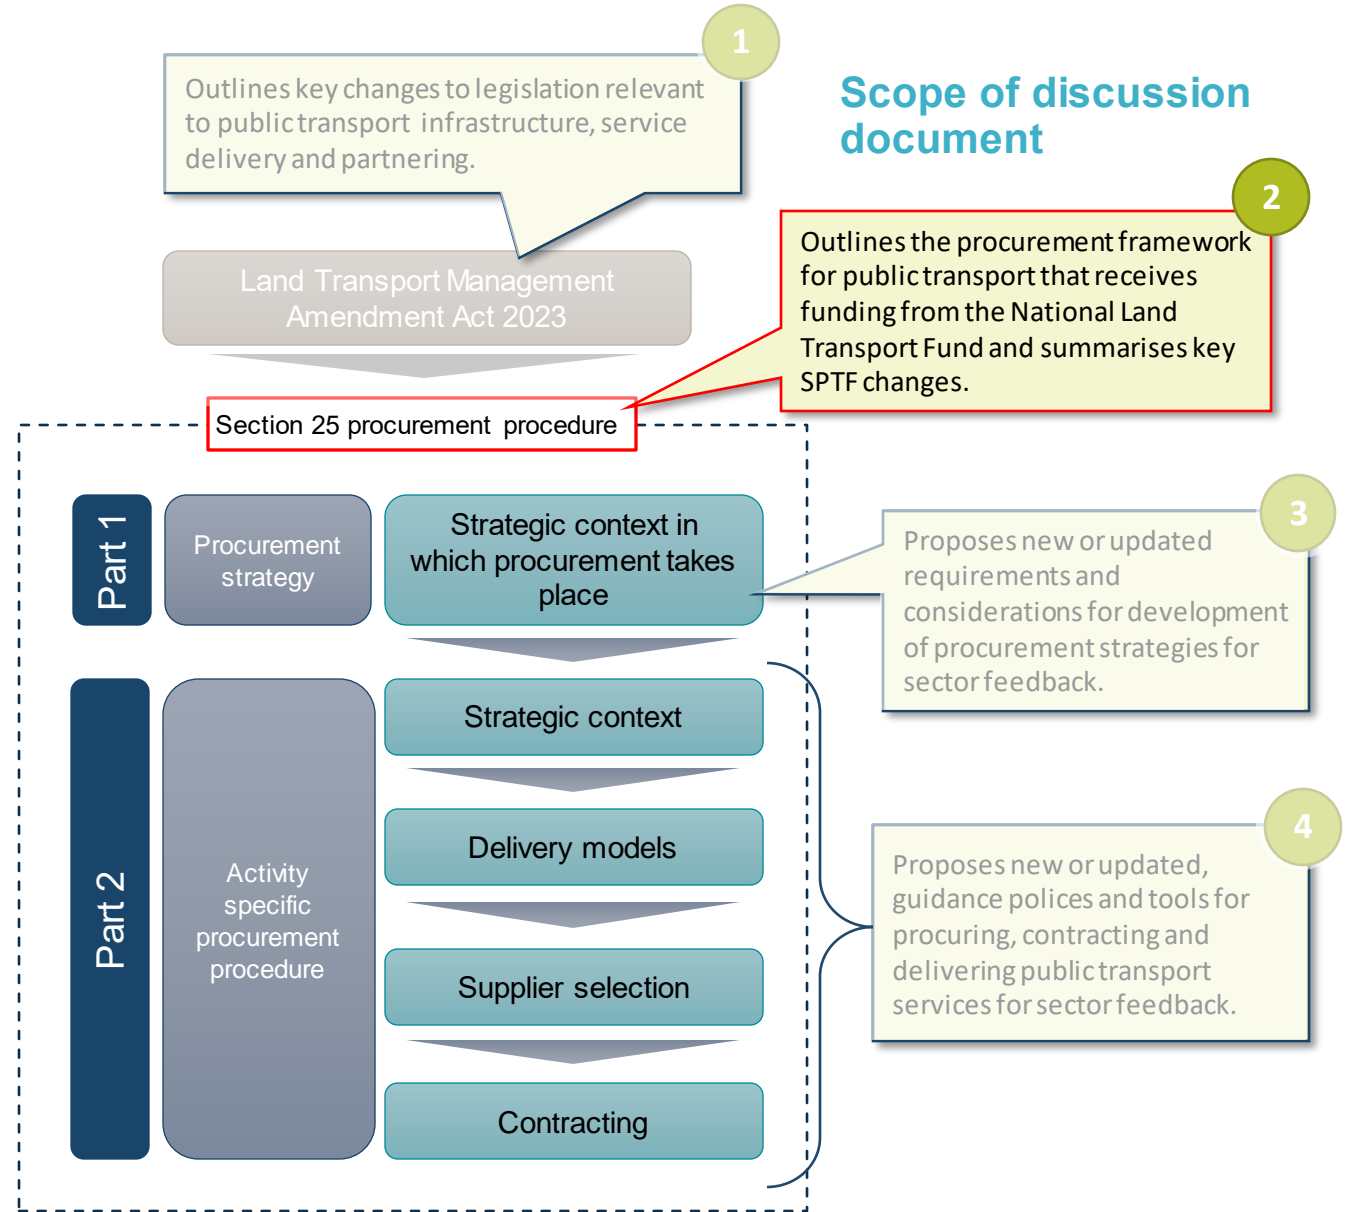 1
Outlines key changes to legislation relevant
to public transport infrastructure, service
delivery and partnering.
Scope of discussion
document
2
Outlines the procurement framework
for public transport that receives
funding from the National Land
Transport Fund and summarises key
SPTF changes.
Land Transport Management
Amendment Act 2023
Section 25 procurement procedure
Part 1
Procurement
strategy
Strategic context in
which procurement takes
place
3
Proposes new or updated
requirements and
considerations for development
of procurement strategies for
sector feedback.
Part 2
Activity
specific
procurement
procedure
Strategic context
Delivery models
Supplier selection
Contracting
4
Proposes new or updated,
guidance polices and tools for
procuring, contracting and
delivering public transport
services for sector feedback.